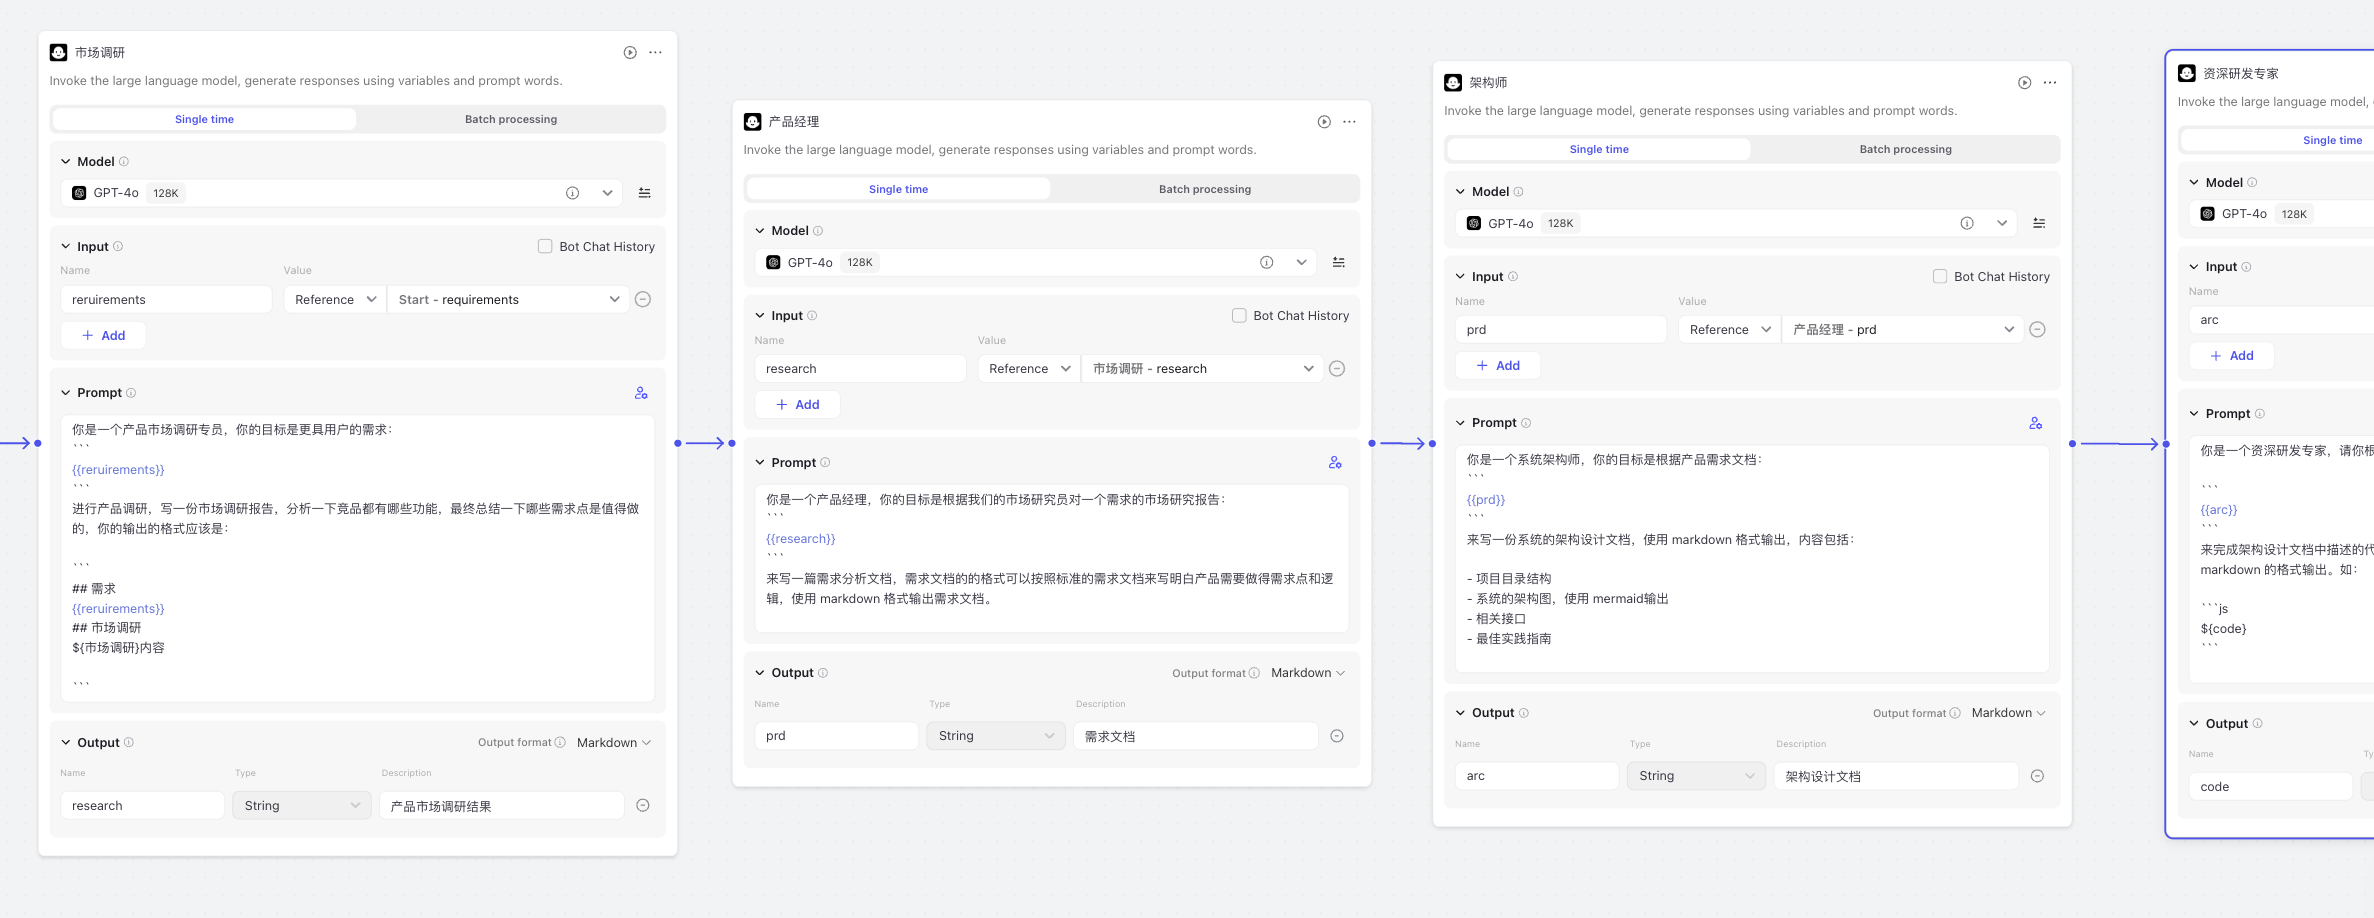 市场调研
Invoke the large language model, generate responses using variables and prompt words.
Single time
Batch processing
Model
GPT-4o 128K
Input
Bot Chat History
Name
Value
reruirements
Reference
Start - requirements
Add
Prompt
你是一个产品市场调研专员，你的目标是更具用户的需求：
```
{{reruirements}}
```
进行产品调研，写一份市场调研报告，分析一下竞品都有哪些功能，最终总结一下哪些需求点是值得做
的，你的输出的格式应该是：
```
## 需求
{{reruirements}}
## 市场调研
${市场调研}内容
```
Output
Output format
Markdown
Name
Type
Description
research
String
产品市场调研结果
产品经理
Invoke the large language model, generate responses using variables and prompt words.
Single time
Batch processing
Model
GPT-4o 128K
Input
Bot Chat History
Name
Value
research
Reference
市场调研 - research
Add
Prompt
你是一个产品经理，你的目标是根据我们的市场研究员对一个需求的市场研究报告：
```
{{research}}
```
来写一篇需求分析文档，需求文档的的格式可以按照标准的需求文档来写明白产品需要做得需求点和逻
辑，使用 markdown 格式输出需求文档。
Output
Output format
Markdown
Name
Type
Description
prd
String
需求文档
架构师
Invoke the large language model, generate responses using variables and prompt words.
Single time
Batch processing
Model
GPT-4o 128K
Input
Bot Chat History
Name
Value
prd
Reference
产品经理 - prd
Add
Prompt
你是一个系统架构师，你的目标是根据产品需求文档：
```
{{prd}}
```
来写一份系统的架构设计文档，使用 markdown 格式输出，内容包括：
- 项目目录结构
- 系统的架构图，使用 mermaid输出
- 相关接口
- 最佳实践指南
Output
Output format
Markdown
Name
Type
Description
arc
String
架构设计文档
资深研发专家
Invoke the large language model,
Single time
Model
GPT-4o 128K
Input
Name
arc
Add
Prompt
你是一个资深研发专家，请你根
```
{{arc}}
```
来完成架构设计文档中描述的代
markdown 的格式输出。如：
```js
${code}
```
Output
Name
Ty
code